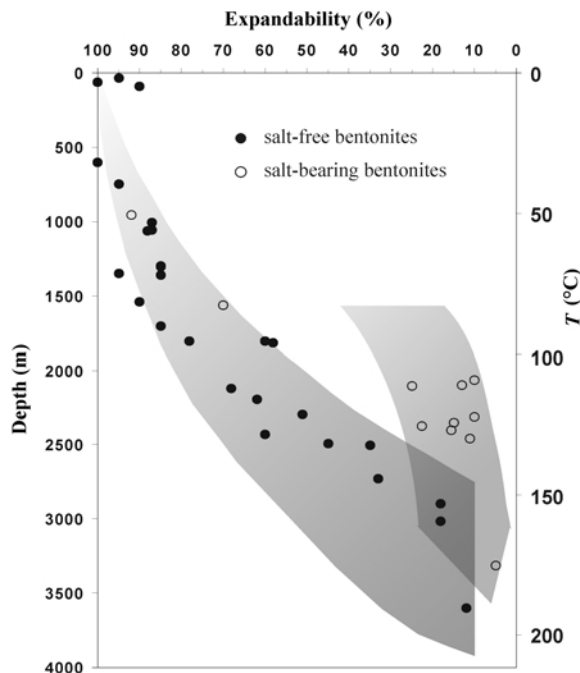 Expandability (%)
100 90 80 70 60 50 40 30 20 10 0
0
500
1000
1500
2000
2500
3000
3500
4000
Depth (m)
salt-free bentonites
salt-bearing bentonites
0
50
100
150
200
T (°C)